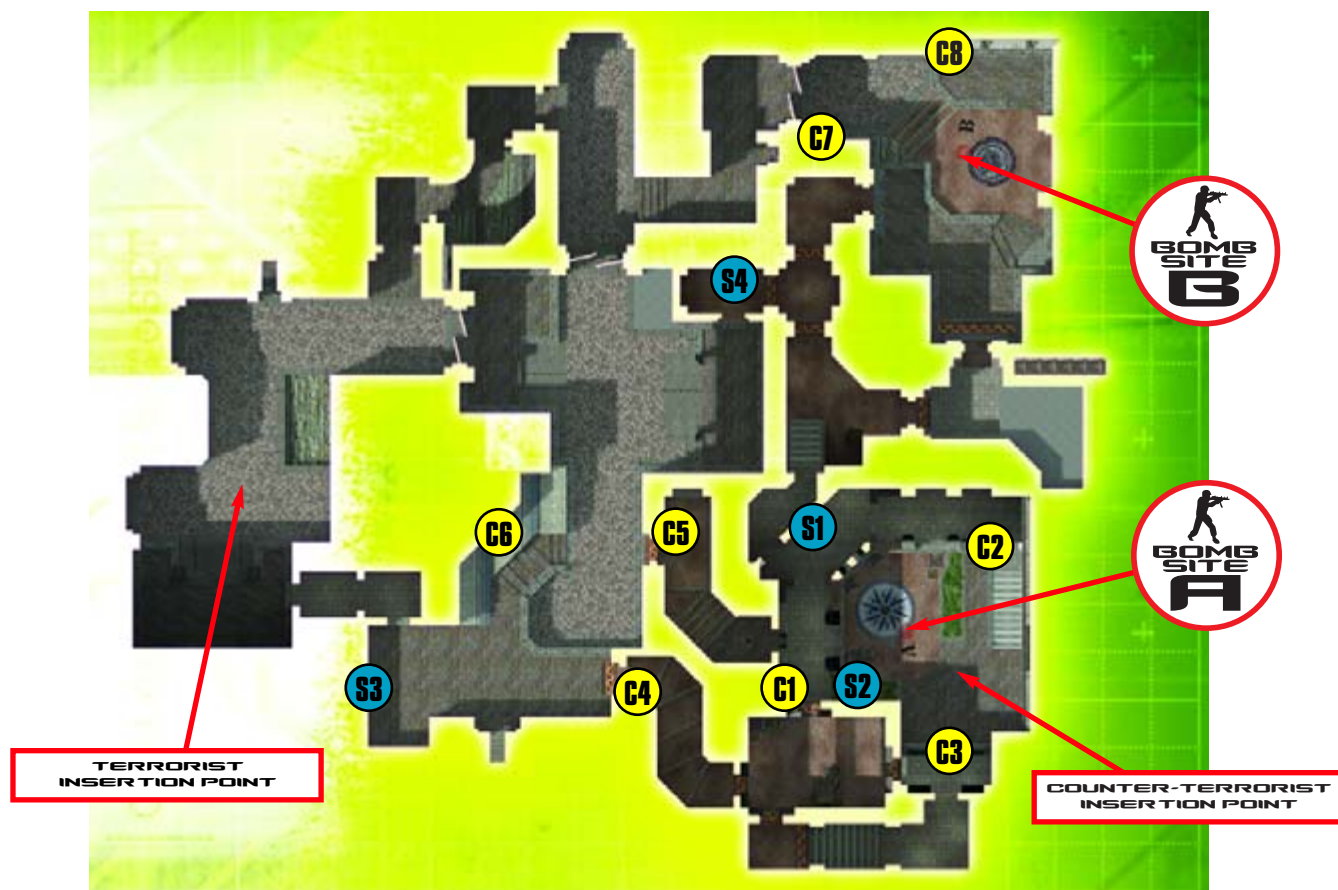 C8
C7
B
BOMB
SITE
B
S4
C6
C5
S1
C2
BOMB
SITE
A
A
S3
C4
C1
S2
C3
TERRORIST
INSERTION POINT
COUNTER-TERRORIST
INSERTION POINT